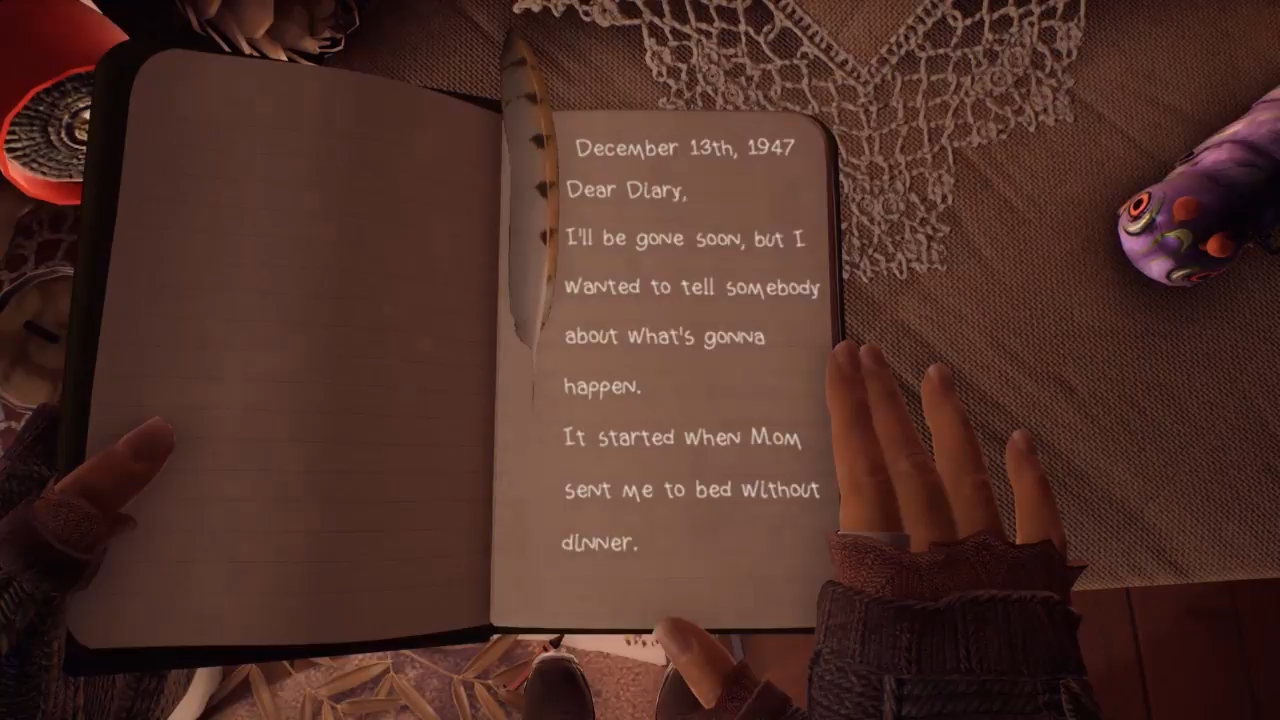 December 13th, 1947
Dear Diary,
I'll be gone soon, but I
wanted to tell somebody
about what's gonna
happen.
It started when Mom
sent me to bed without
dinner.